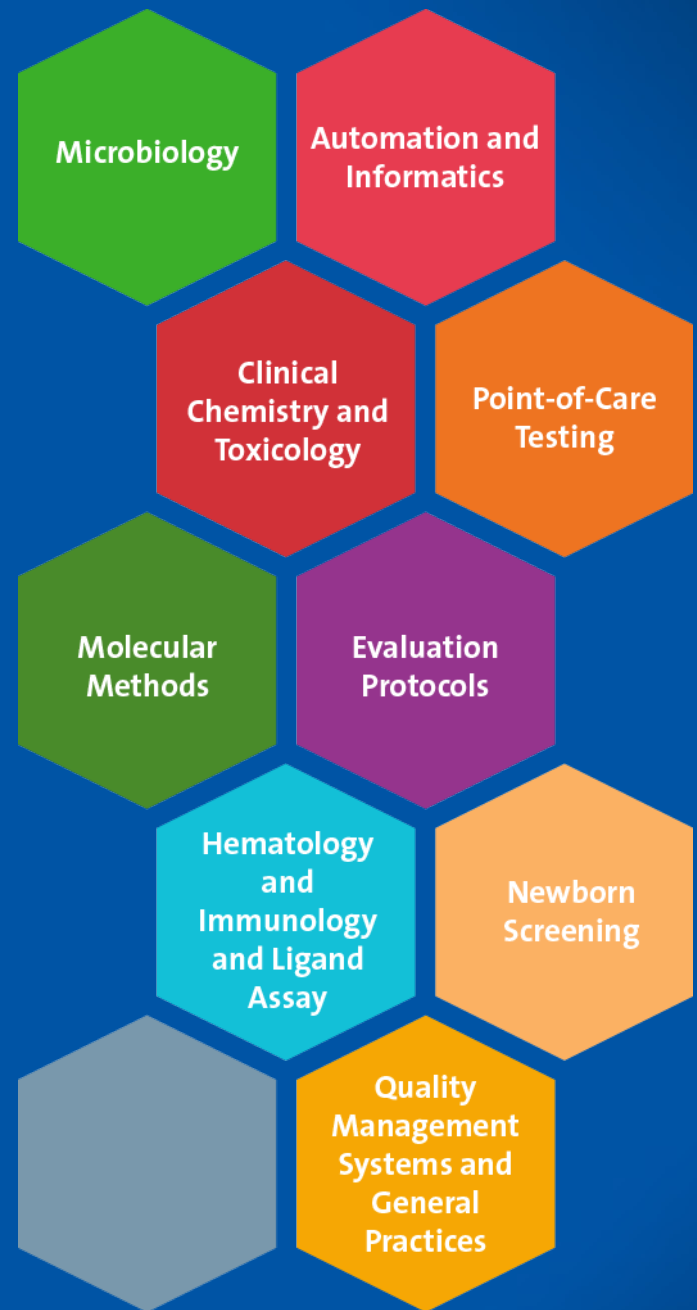 Microbiology
Automation and
Informatics
Clinical
Chemistry and
Toxicology
Point-of-Care
Testing
Molecular
Methods
Evaluation
Protocols
Hematology
and
Immunology
and Ligand
Assay
Newborn
Screening
Quality
Management
Systems and
General
Practices